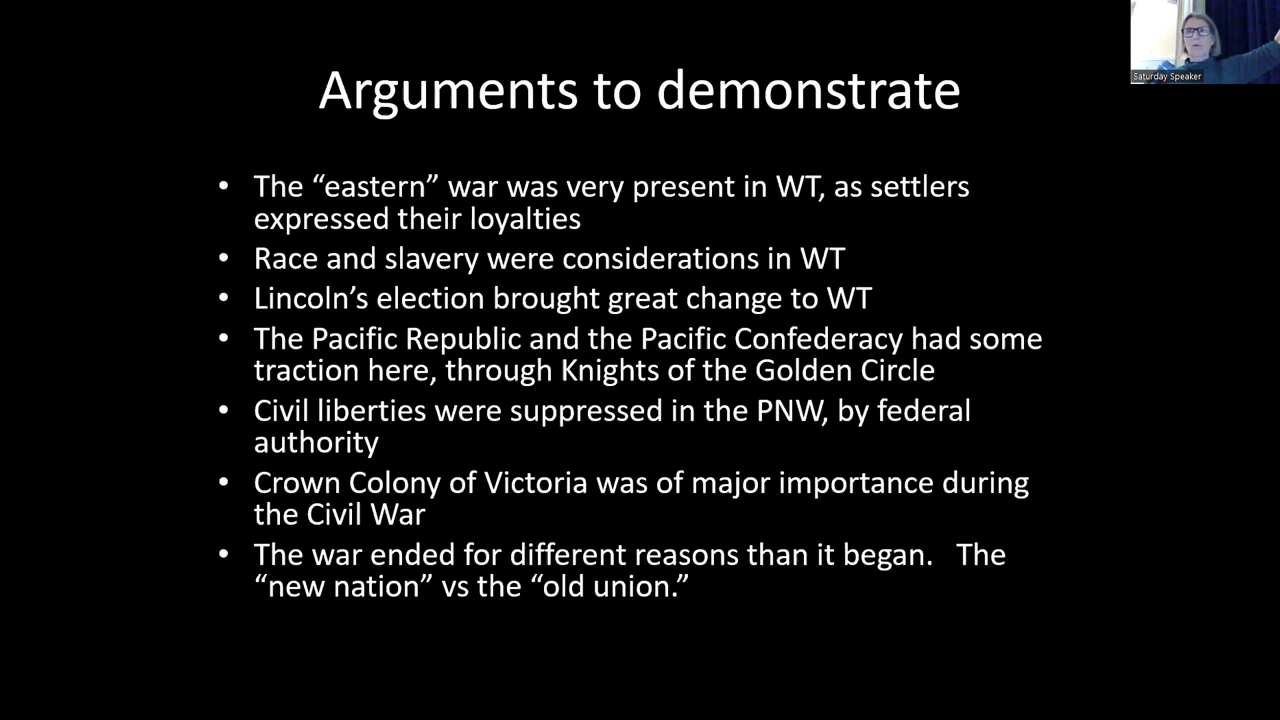 Saturday Speaker
Arguments to demonstrate
• The “eastern” war was very present in WT, as settlers
expressed their loyalties
• Race and slavery were considerations in WT
• Lincoln’s election brought great change to WT
• The Pacific Republic and the Pacific Confederacy had some
traction here, through Knights of the Golden Circle
• Civil liberties were suppressed in the PNW, by federal
authority
• Crown Colony of Victoria was of major importance during
the Civil War
• The war ended for different reasons than it began.   The
“new nation” vs the “old union.”